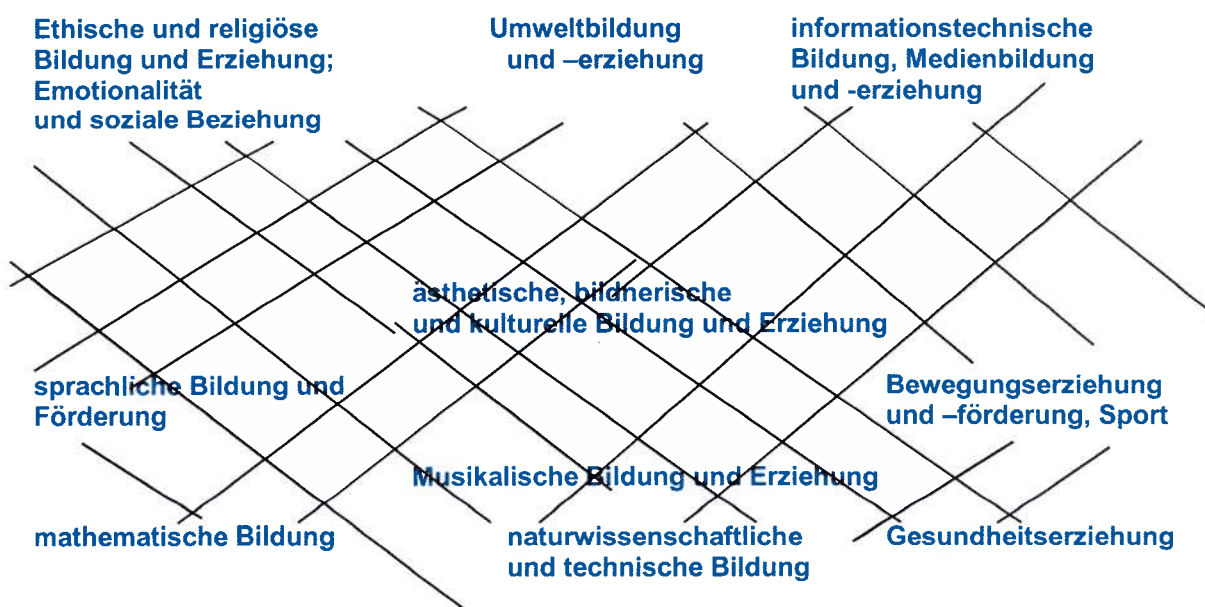 Ethische und religiöse
Bildung und Erziehung;
Emotionalität
und soziale Beziehung
Umweltbildung
und –erziehung
informationstechnische
Bildung, Medienbildung
und -erziehung
ästhetische, bildnerische
und kulturelle Bildung und Erziehung
sprachliche Bildung und
Förderung
Bewegungserziehung
und –förderung, Sport
Musikalische Bildung und Erziehung
mathematische Bildung
naturwissenschaftliche
und technische Bildung
Gesundheitserziehung